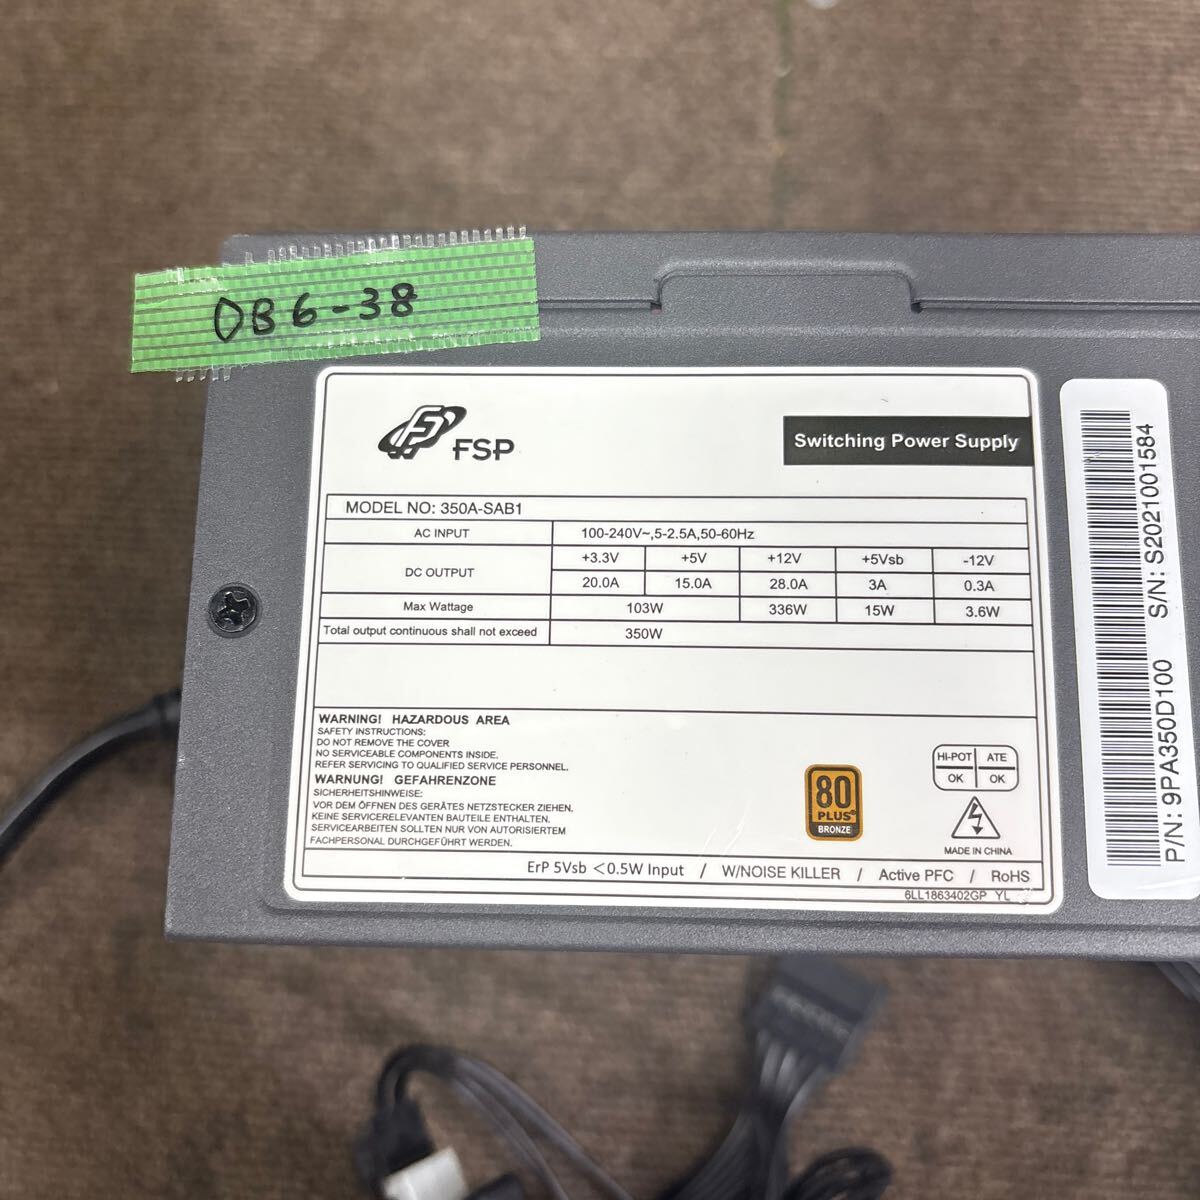 DB6-38
FSP
Switching Power Supply
MODEL NO: 350A-SAB1
AC INPUT 100-240V~,5-2.5A,50-60Hz
DC OUTPUT +3.3V +5V +12V +5Vsb -12V
20.0A 15.0A 28.0A 3A 0.3A
Max Wattage 103W 336W 15W 3.6W
Total output continuous shall not exceed 350W
WARNING! HAZARDOUS AREA
SAFETY INSTRUCTIONS:
DO NOT REMOVE THE COVER
NO SERVICEABLE COMPONENTS INSIDE.
REFER SERVICING TO QUALIFIED SERVICE PERSONNEL.
WARNUNG! GEFAHRENZONE
SICHERHEITSHINWEISE:
VOR DEM ÖFFNEN DES GERÄTES NETZSTECKER ZIEHEN.
KEINE SERVICERELEVANTEN BAUTEILE ENTHALTEN.
SERVICEARBEITEN SOLLTEN NUR VON AUTORISIERTEM
FACHPERSONAL DURCHGEFÜHRT WERDEN.
80
PLUS®
BRONZE
HI-POT ATE
OK OK
MADE IN CHINA
ErP 5Vsb <0.5W Input / W/NOISE KILLER / Active PFC / RoHS
6LL1863402GP YL
P/N: 9PA350D100 S/N: S2021001584